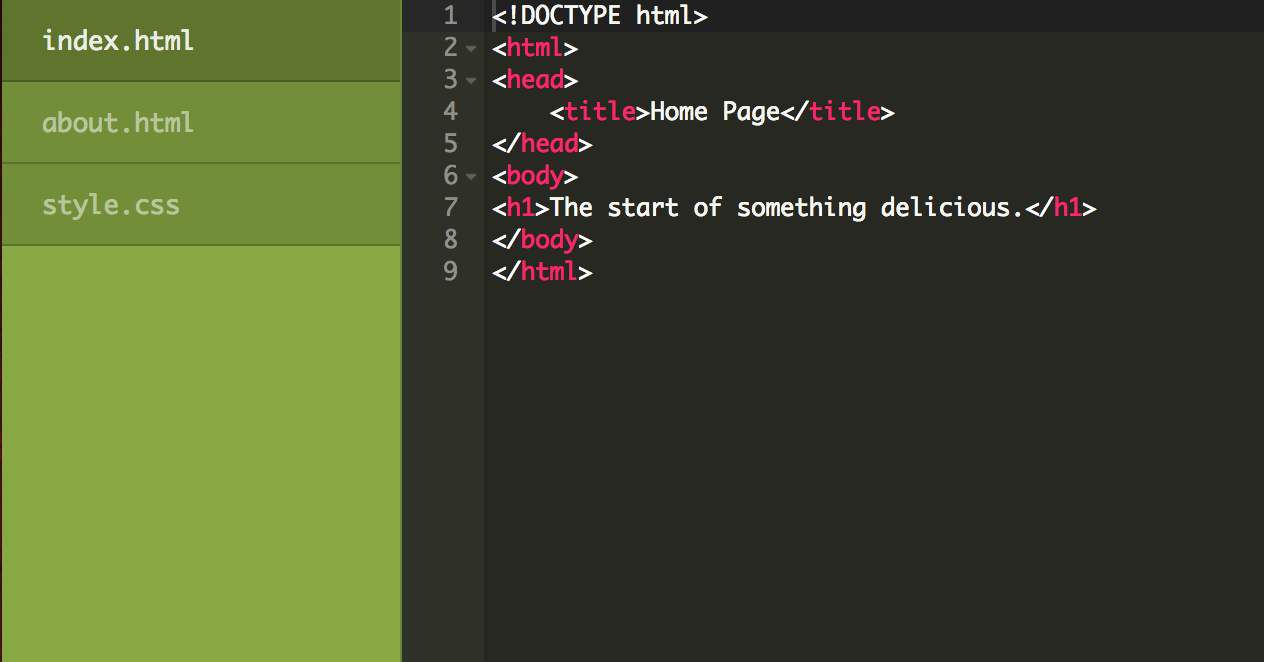 index.html
about.html
style.css
1 <!DOCTYPE html>
2 <html>
3 <head>
4     <title>Home Page</title>
5 </head>
6 <body>
7 <h1>The start of something delicious.</h1>
8 </body>
9 </html>